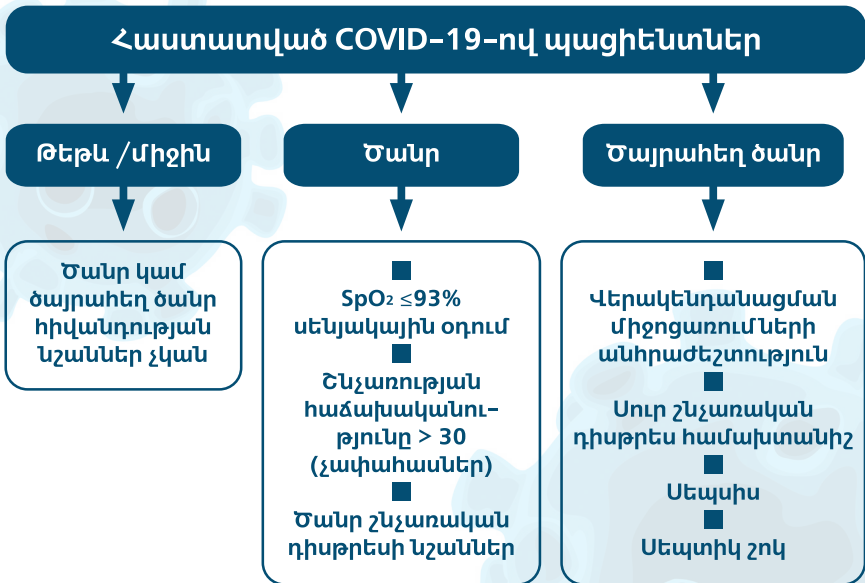 Հաստատված COVID-19-ով պացիենտներ
Թեթև /միջին
Ծանր կամ
ծայրահեղ ծանր
հիվանդության
նշաններ չկան
Ծանր
SpO₂ ≤93%
սենյակային օդում
Շնչառության
հաճախականու-
թյունը > 30
(չափահասներ)
Ծանր շնչառական
դիսթրեսի նշաններ
Ծայրահեղ ծանր
Վերակենդանացման
միջոցառումների
անհրաժեշտություն
Սուր շնչառական
դիսթրես համախտանիշ
Սեպսիս
Սեպտիկ շոկ